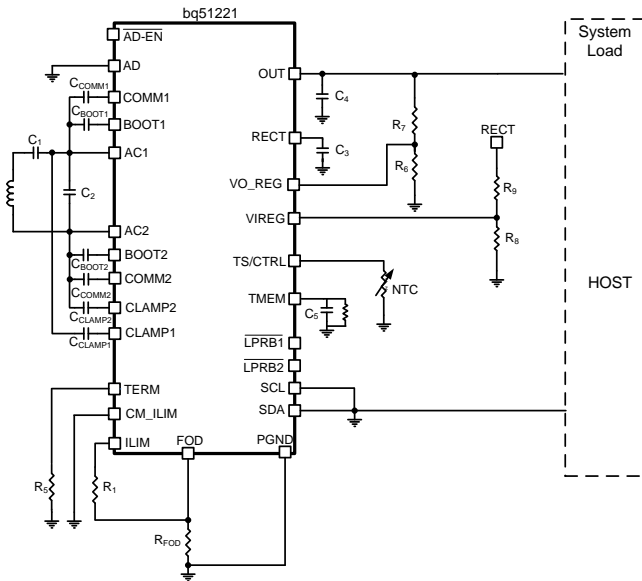 bq51221
AD-EN
AD
COMM1
BOOT1
AC1
AC2
BOOT2
COMM2
CLAMP2
CLAMP1
TERM
CM_ILIM
ILIM
FOD
PGND
OUT
RECT
VO_REG
VIREG
TS/CTRL
TMEM
LPRB1
LPRB2
SCL
SDA
CCOMM1
CBOOT1
C1
C2
CBOOT2
CCOMM2
CCLAMP2
CCLAMP1
R5
R1
RFOD
C4
C3
R7
R6
RECT
R9
R8
NTC
C5
System
Load
HOST